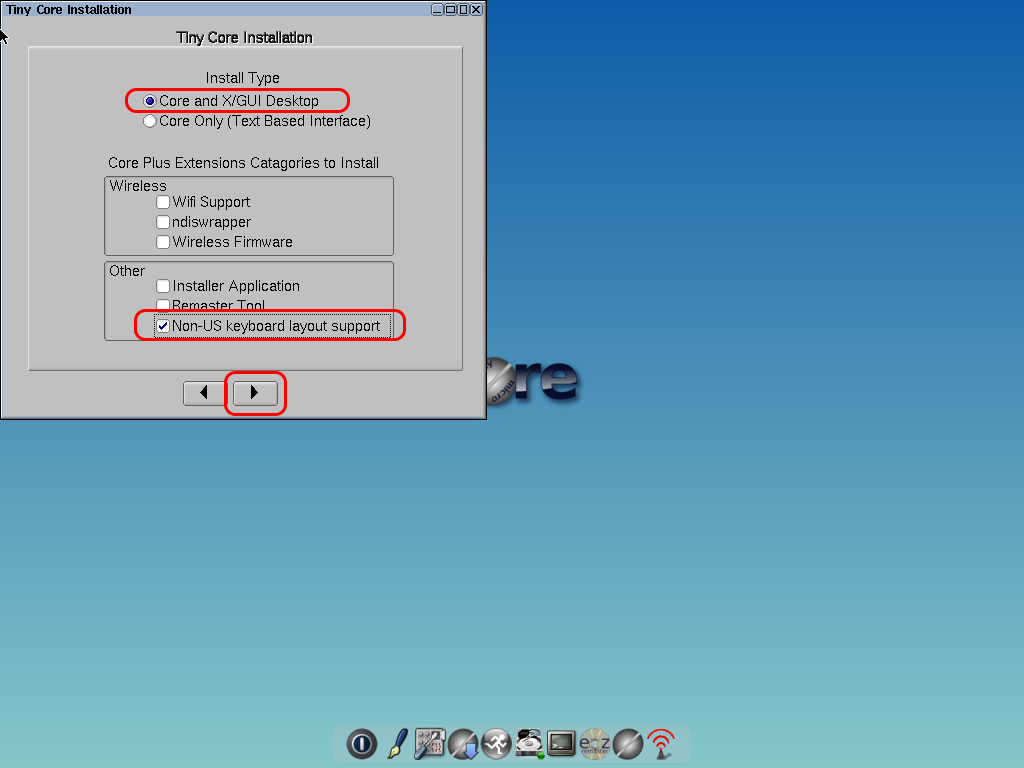 Tiny Core Installation
Tiny Core Installation
Install Type
Core and X/GUI Desktop
Core Only (Text Based Interface)
Core Plus Extensions Catagories to Install
Wireless
Wifi Support
ndiswrapper
Wireless Firmware
Other
Installer Application
Remaster Tool
Non-US keyboard layout support
micro
ezremaster